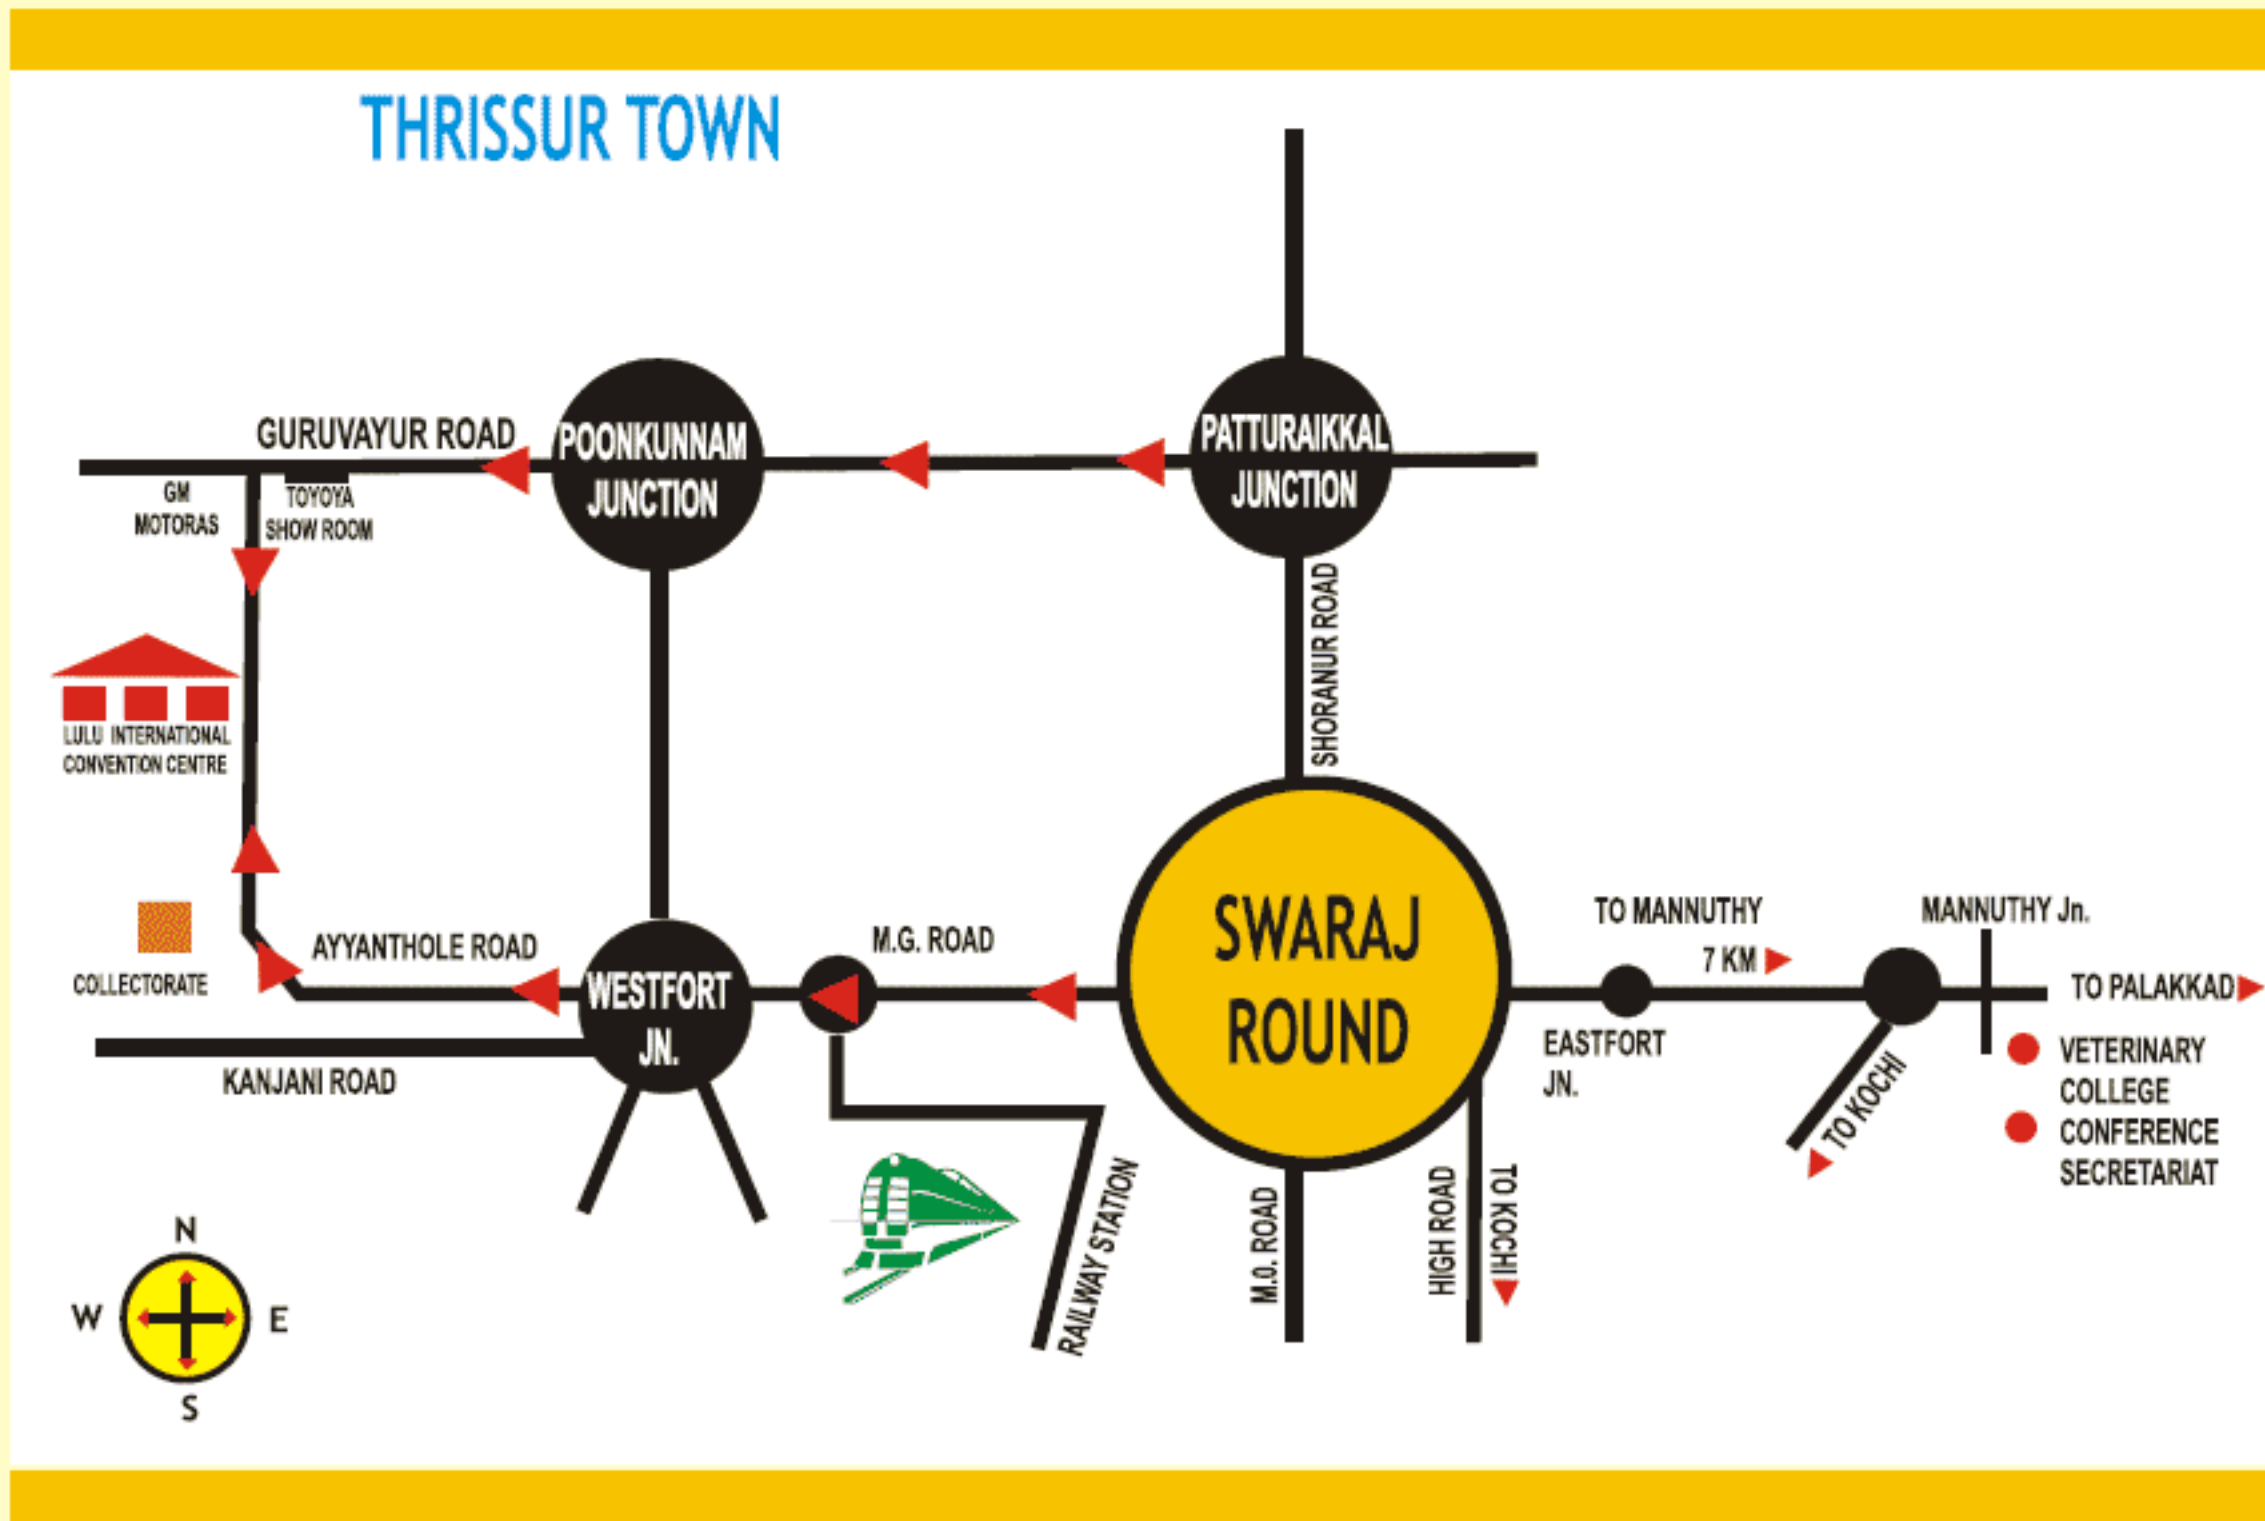 THRISSUR TOWN
GURUVAYUR ROAD
POONKUNNAM
JUNCTION
PATTURAIKKAL
JUNCTION
GM
MOTORAS
TOYOYA
SHOW ROOM
SHORANUR ROAD
LULU INTERNATIONAL
CONVENTION CENTRE
COLLECTORATE
AYYANTHOLE ROAD
WESTFORT
JN.
M.G. ROAD
SWARAJ
ROUND
TO MANNUTHY
7 KM
MANNUTHY Jn.
TO PALAKKAD
EASTFORT
JN.
TO KOCHI
VETERINARY
COLLEGE
CONFERENCE
SECRETARIAT
KANJANI ROAD
RAILWAY STATION
M.O. ROAD
HIGH ROAD
TO KOCHI
N
W
E
S